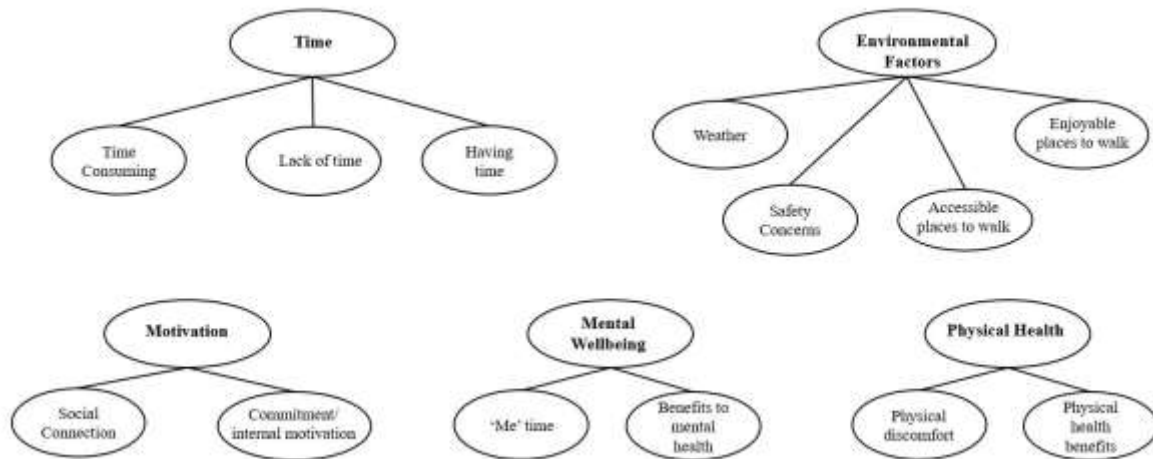 Time
Environmental
Factors
Time
Consuming
Lack of time
Having
time
Weather
Enjoyable
places to walk
Safety
Concerns
Accessible
places to walk
Motivation
Mental
Wellbeing
Physical Health
Social
Connection
Commitment/
internal motivation
'Me' time
Benefits to
mental
health
Physical
discomfort
Physical
health
benefits